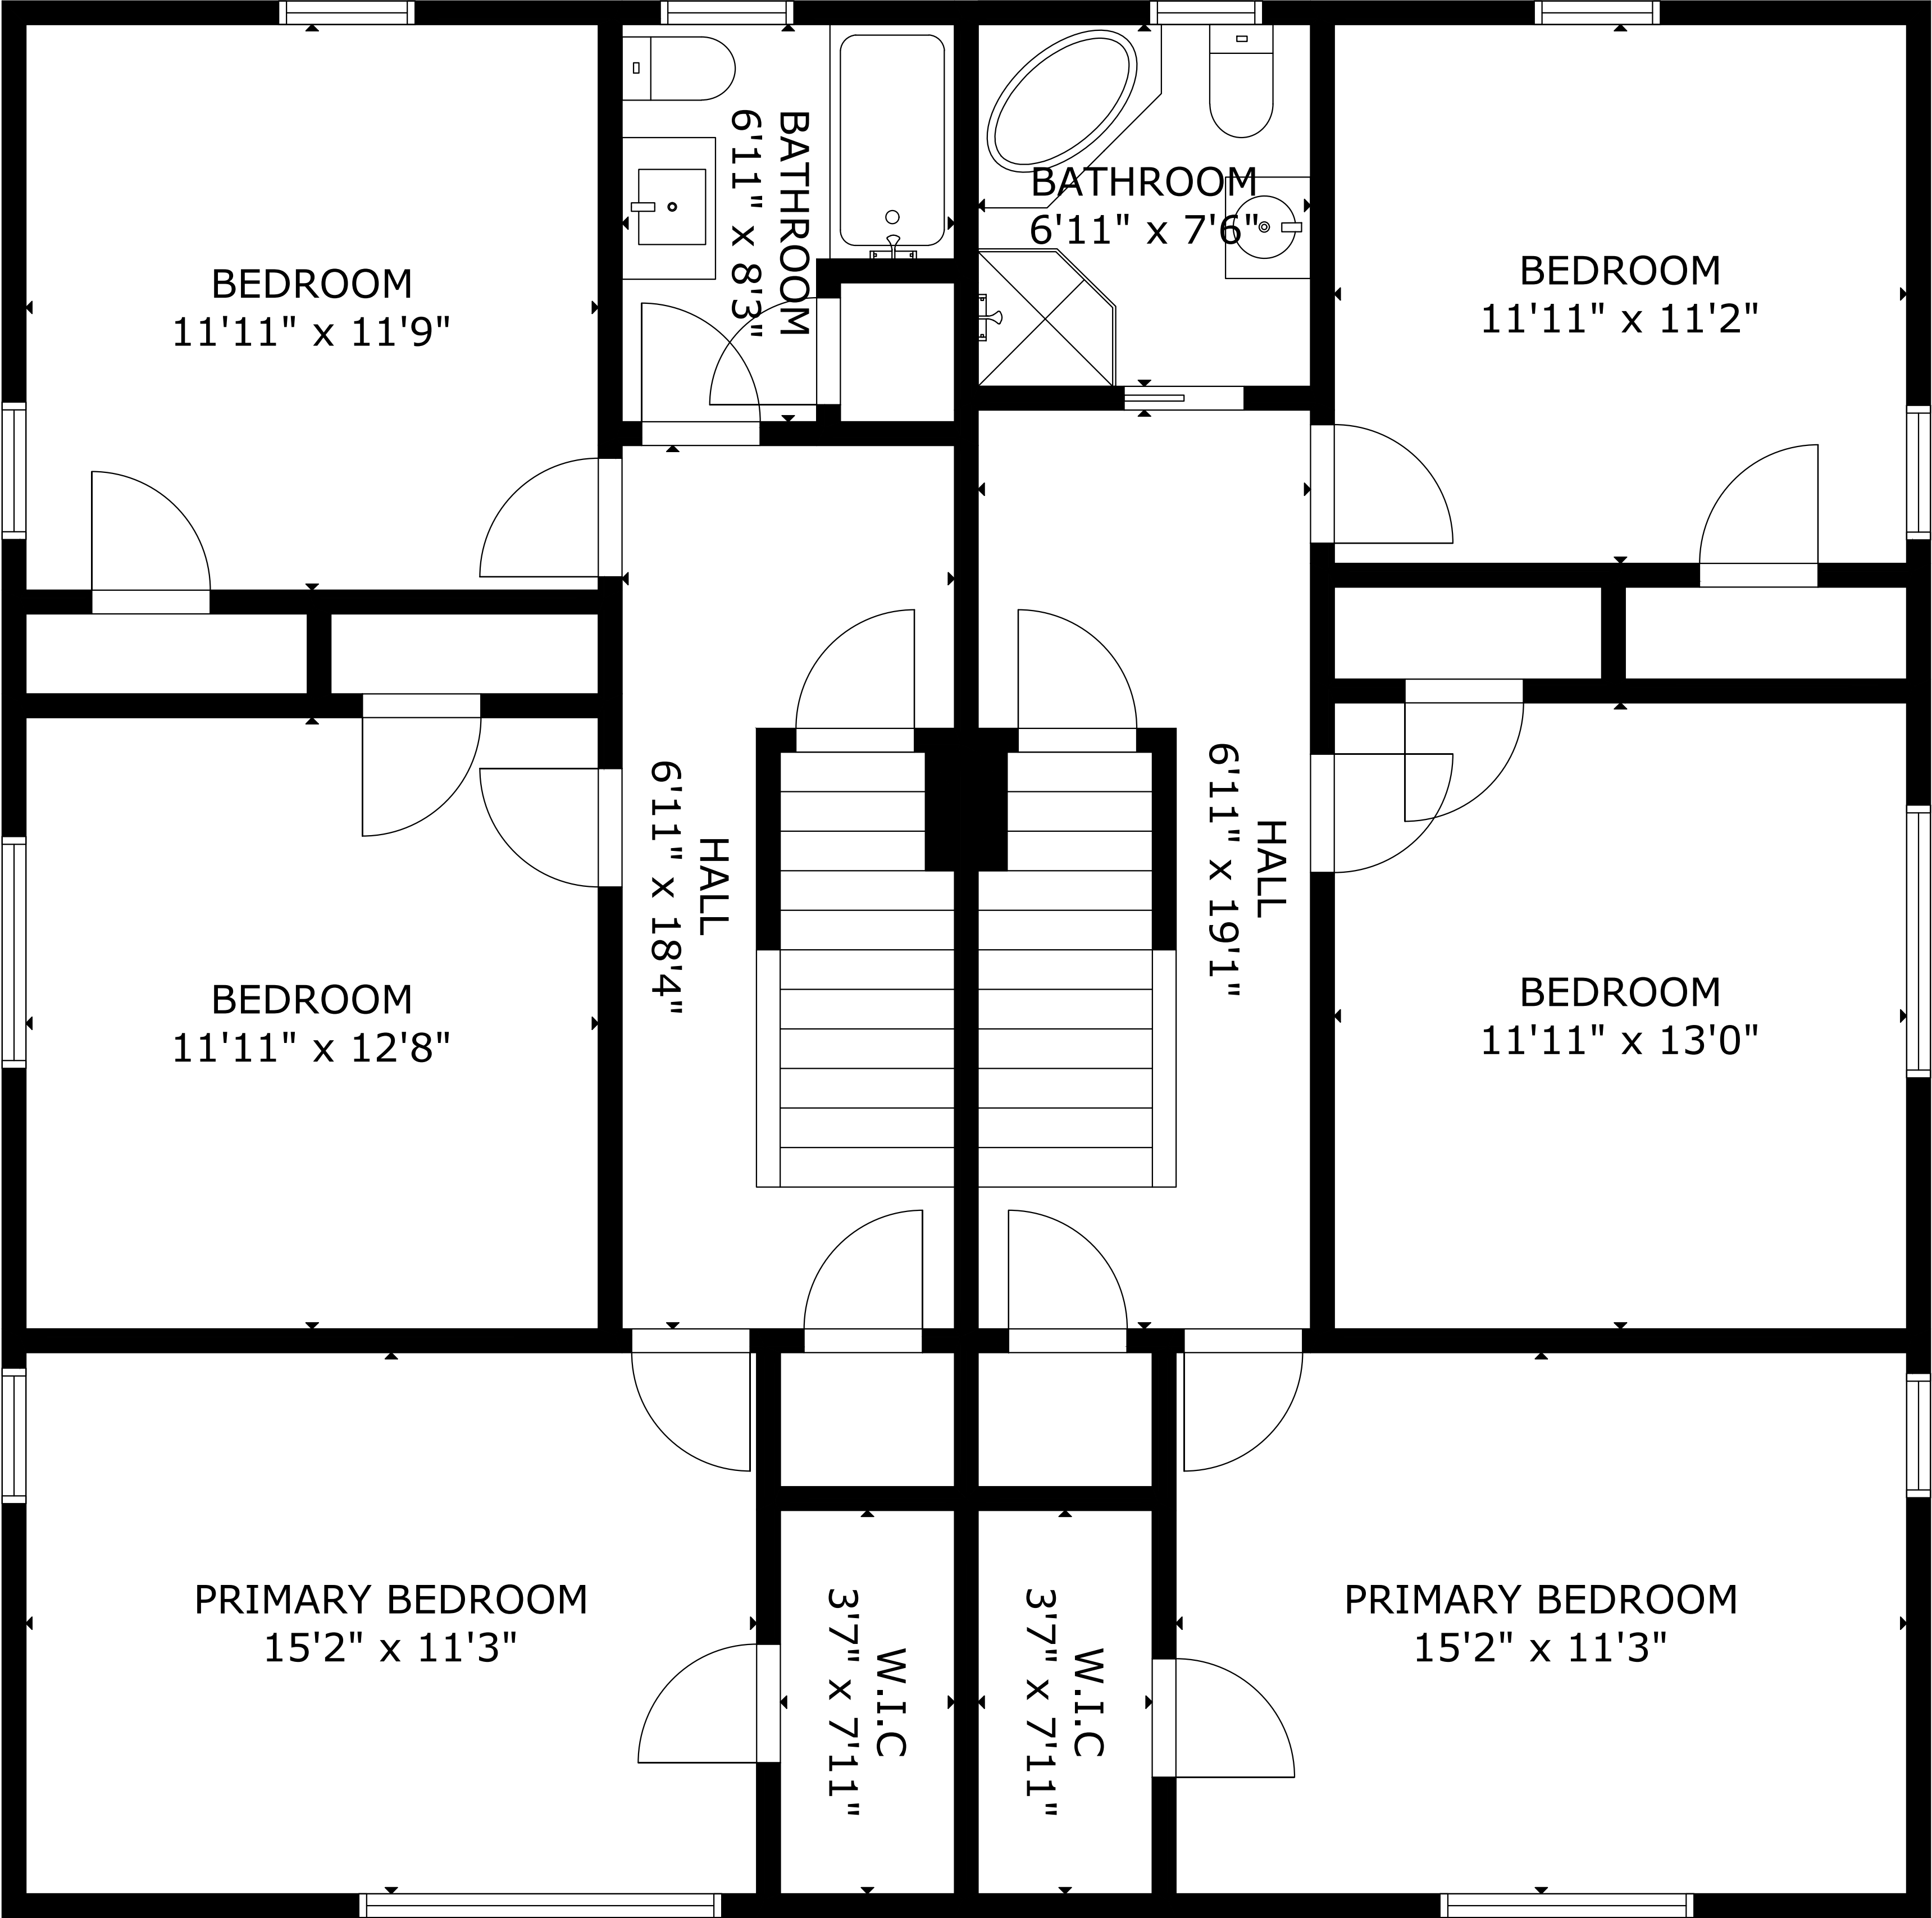 BEDROOM
11'11" x 11'9"
BATHROOM
6'11" x 8'3"
BATHROOM
6'11" x 7'6"
BEDROOM
11'11" x 11'2"
BEDROOM
11'11" x 12'8"
HALL
6'11" x 18'4"
HALL
6'11" x 19'1"
BEDROOM
11'11" x 13'0"
PRIMARY BEDROOM
15'2" x 11'3"
W.I.C
3'7" x 7'11"
W.I.C
3'7" x 7'11"
PRIMARY BEDROOM
15'2" x 11'3"